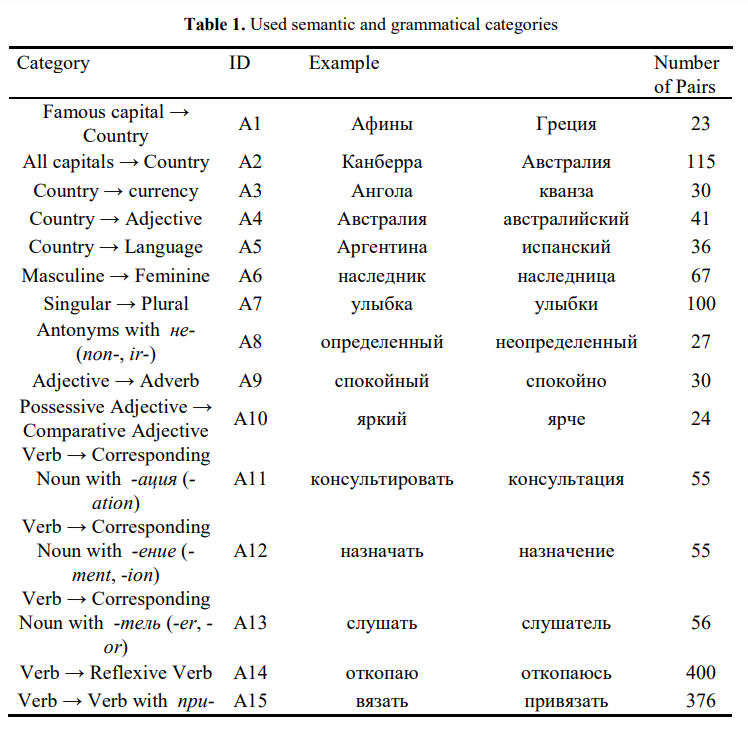 Table 1. Used semantic and grammatical categories
Category ID Example Number
of Pairs
Famous capital →
Country A1 Афины Греция 23
All capitals → Country A2 Канберра Австралия 115
Country → currency A3 Ангола кванза 30
Country → Adjective A4 Австралия австралийский 41
Country → Language A5 Аргентина испанский 36
Masculine → Feminine A6 наследник наследница 67
Singular → Plural A7 улыбка улыбки 100
Antonyms with не-
(non-, ir-) A8 определенный неопределенный 27
Adjective → Adverb A9 спокойный спокойно 30
Possessive Adjective →
Comparative Adjective A10 яркий ярче 24
Verb → Corresponding
Noun with -ация (- A11 консультировать консультация 55
ation)
Verb → Corresponding
Noun with -ение (- A12 назначать назначение 55
ment, -ion)
Verb → Corresponding
Noun with -тель (-er, - A13 слушать слушатель 56
or)
Verb → Reflexive Verb A14 откопаю откопаюсь 400
Verb → Verb with при- A15 вязать привязать 376